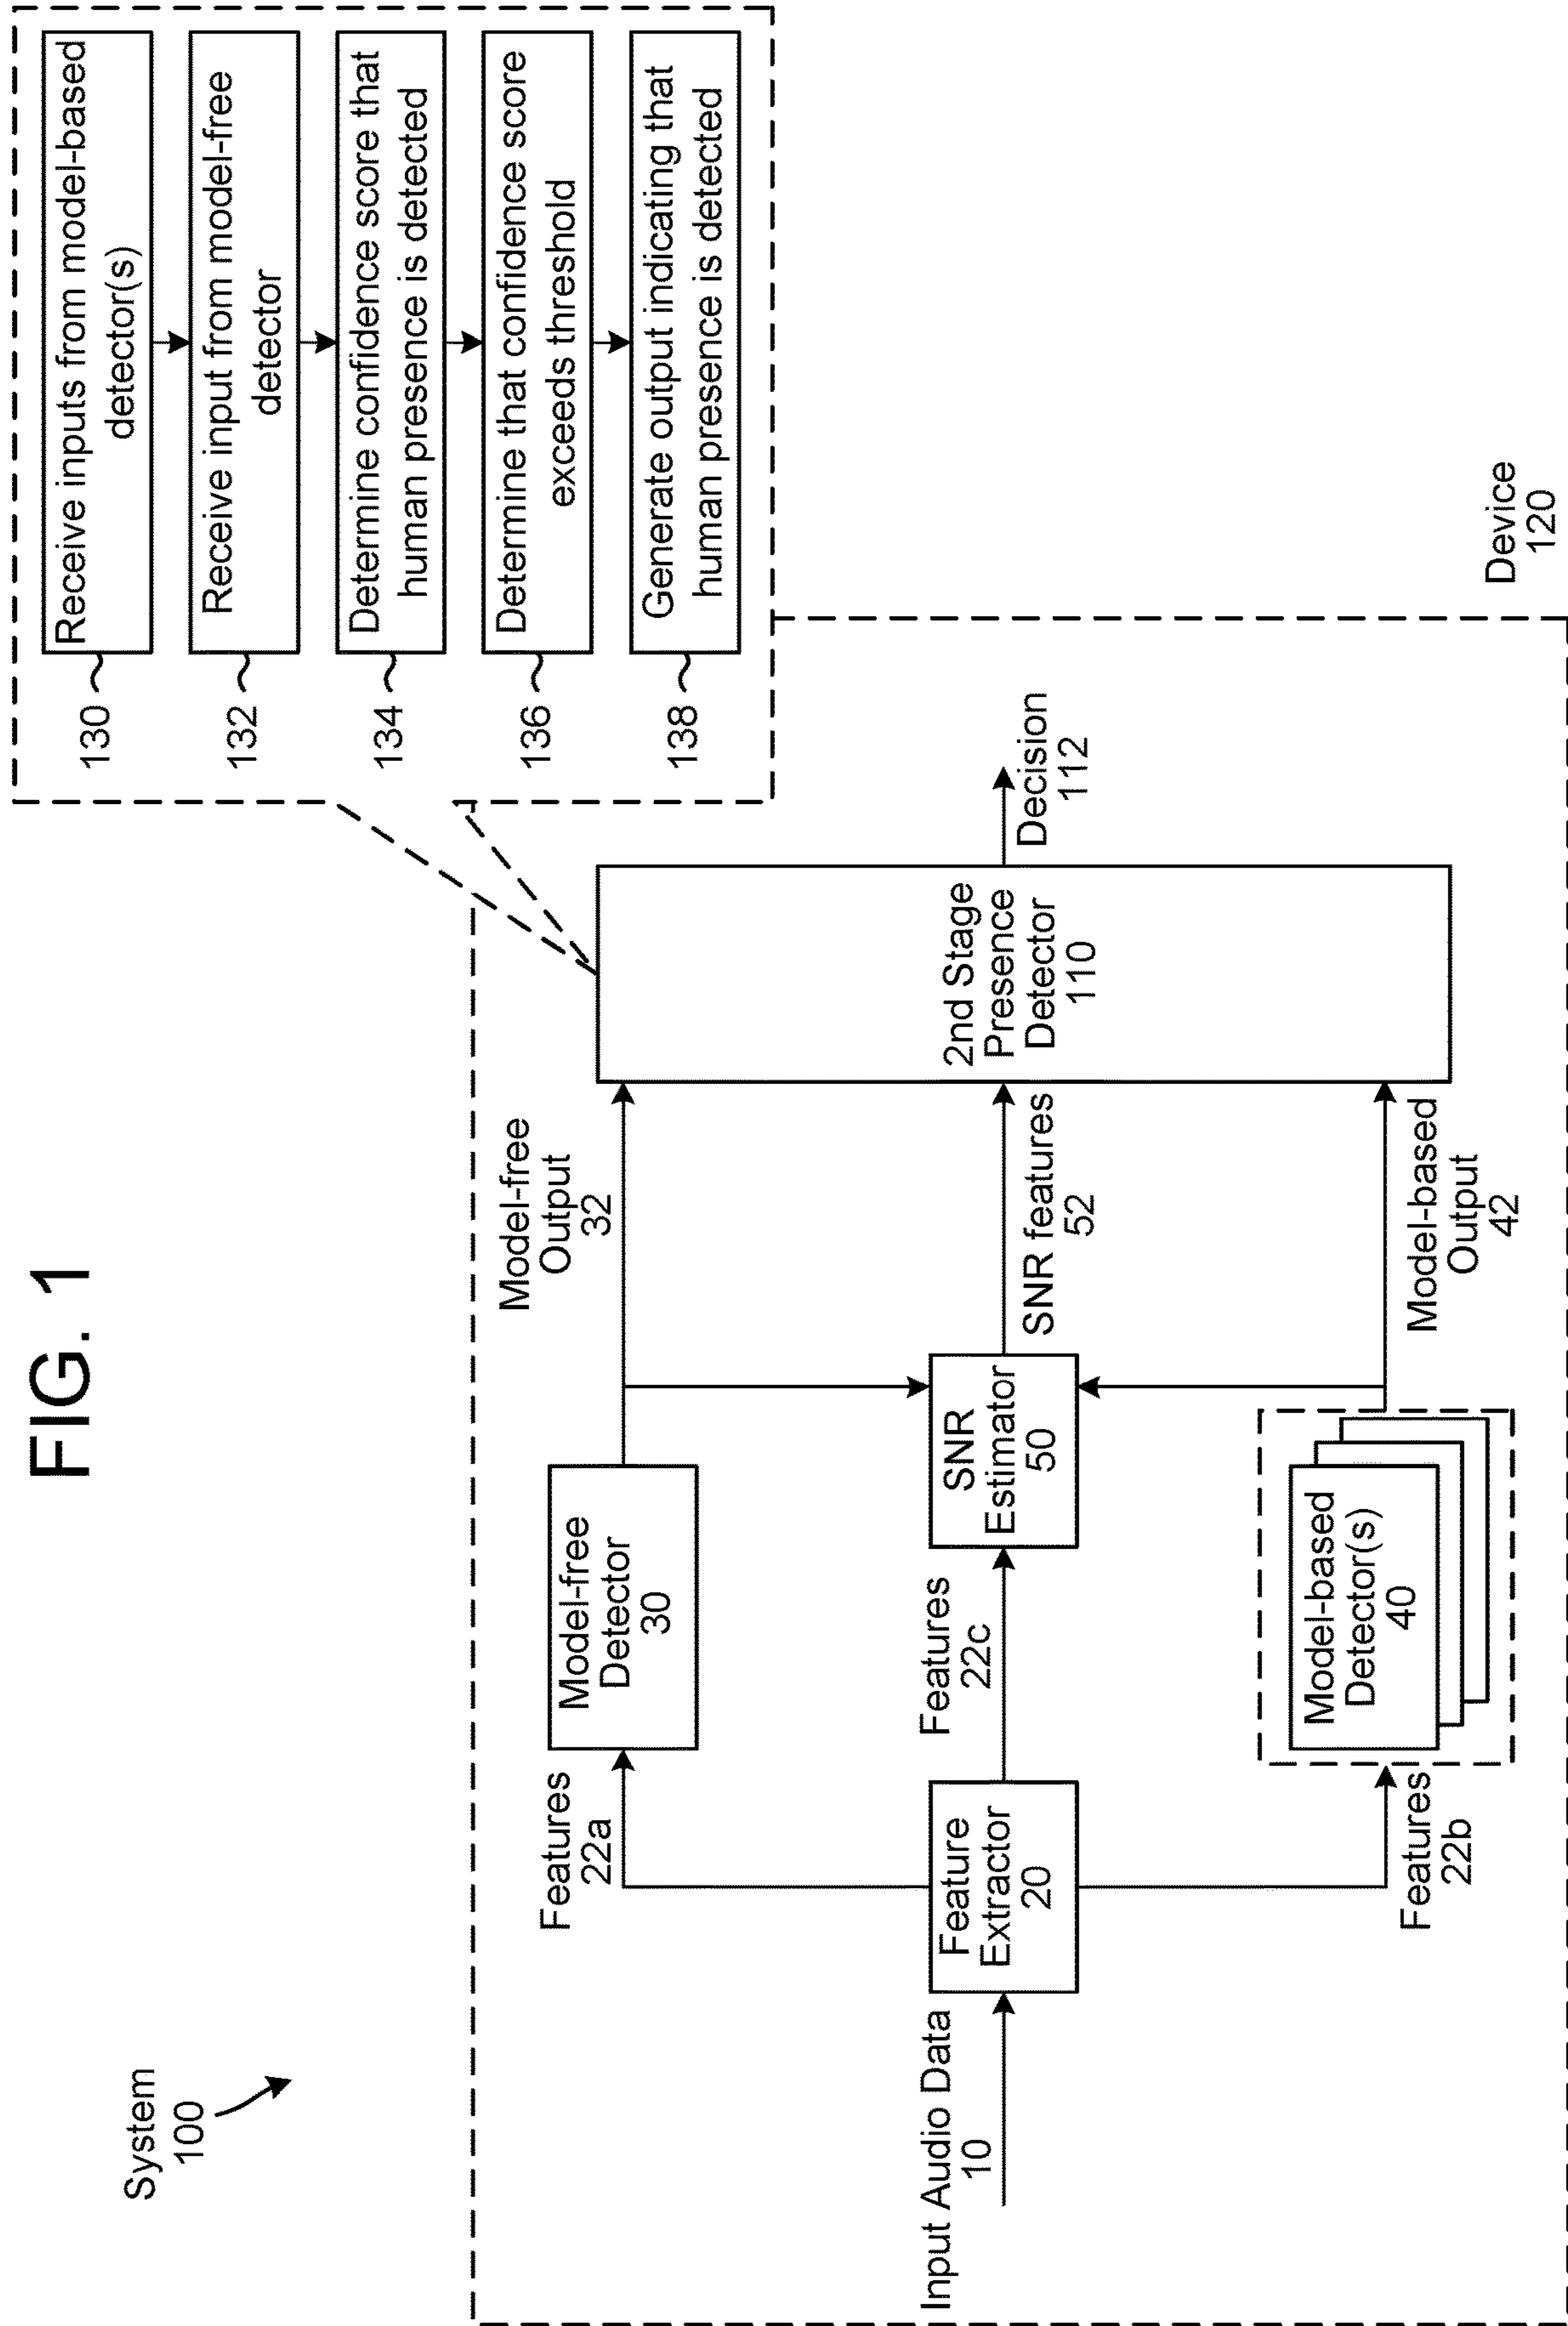 FIG. 1
System
100
130
Receive inputs from model-based
detector(s)
132
Receive input from model-free
detector
134
Determine confidence score that
human presence is detected
136
Determine that confidence score
exceeds threshold
138
Generate output indicating that
human presence is detected
Input Audio Data
10
Feature
Extractor
20
Features
22a
Features
22c
Features
22b
Model-free
Detector
30
SNR
Estimator
50
Model-based
Detector(s)
40
Model-free
Output
32
SNR features
52
Model-based
Output
42
2nd Stage
Presence
Detector
110
Decision
112
Device
120